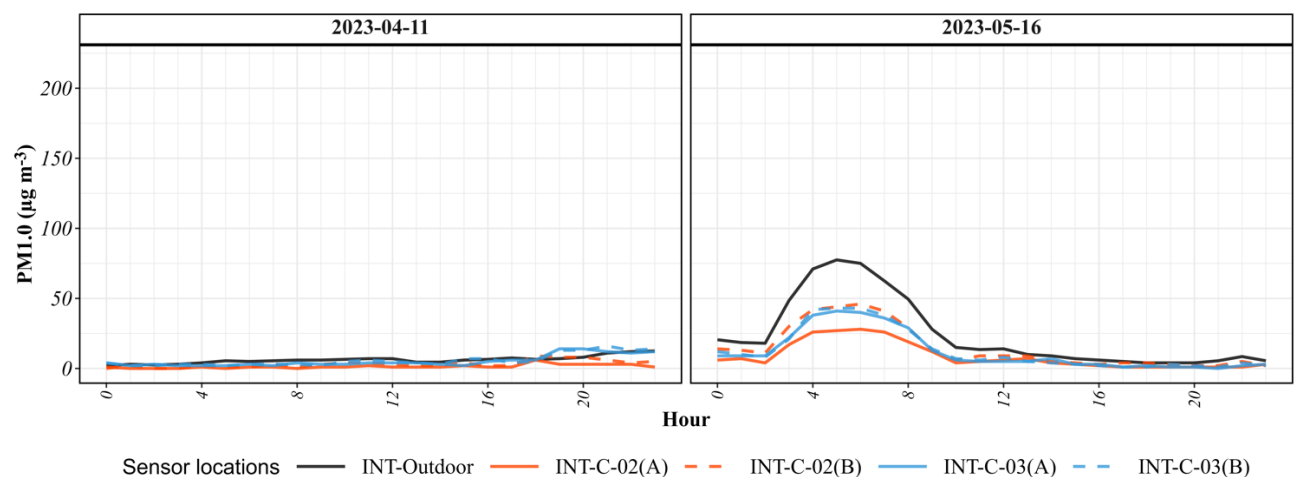 2023-04-11 2023-05-16
200
150
100
50
0
PM1.0 (µg m⁻³)
0 4 8 12 16 20 0 4 8 12 16 20
Hour
Sensor locations INT-Outdoor INT-C-02(A) INT-C-02(B) INT-C-03(A) INT-C-03(B)